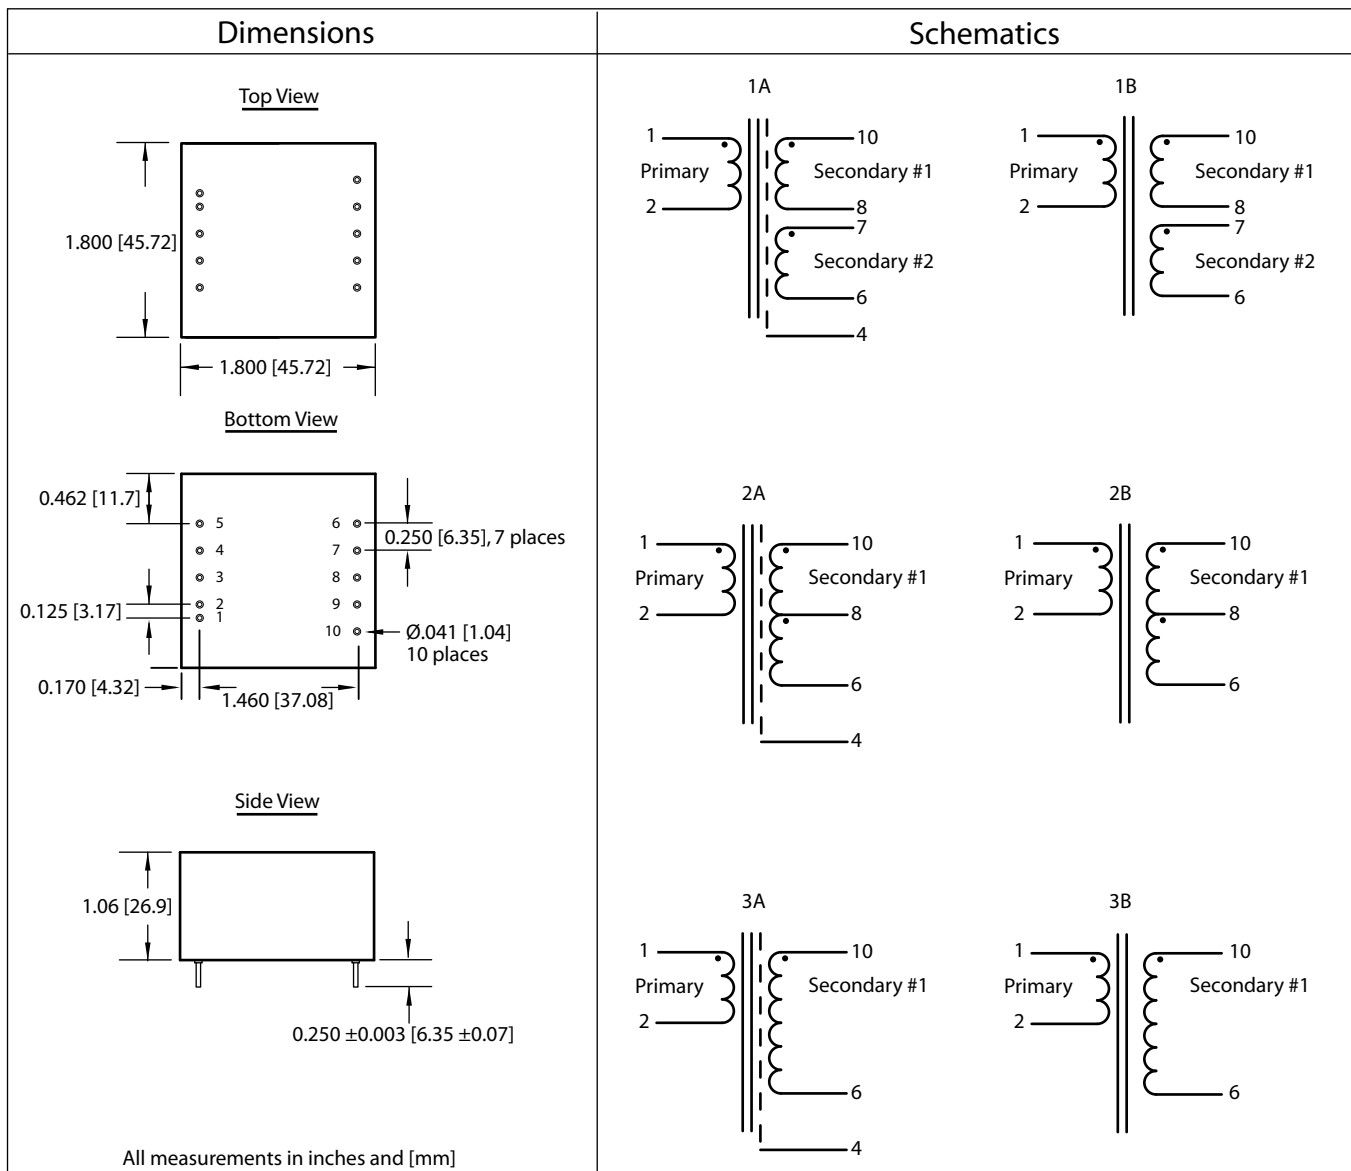 Dimensions
Top View
1.800 [45.72]
1.800 [45.72]
Bottom View
0.462 [11.7]
5
6
0.250 [6.35], 7 places
4
7
3
8
0.125 [3.17]
2
9
1
10
Ø.041 [1.04]
10 places
0.170 [4.32]
1.460 [37.08]
Side View
1.06 [26.9]
0.250 ±0.003 [6.35 ±0.07]
All measurements in inches and [mm]
Schematics
1A
1
10
Primary
Secondary #1
2
8
7
Secondary #2
6
4
1B
1
10
Primary
Secondary #1
2
8
7
Secondary #2
6
2A
1
10
Primary
Secondary #1
2
8
6
4
2B
1
10
Primary
Secondary #1
2
8
6
3A
1
10
Primary
Secondary #1
2
6
4
3B
1
10
Primary
Secondary #1
2
6